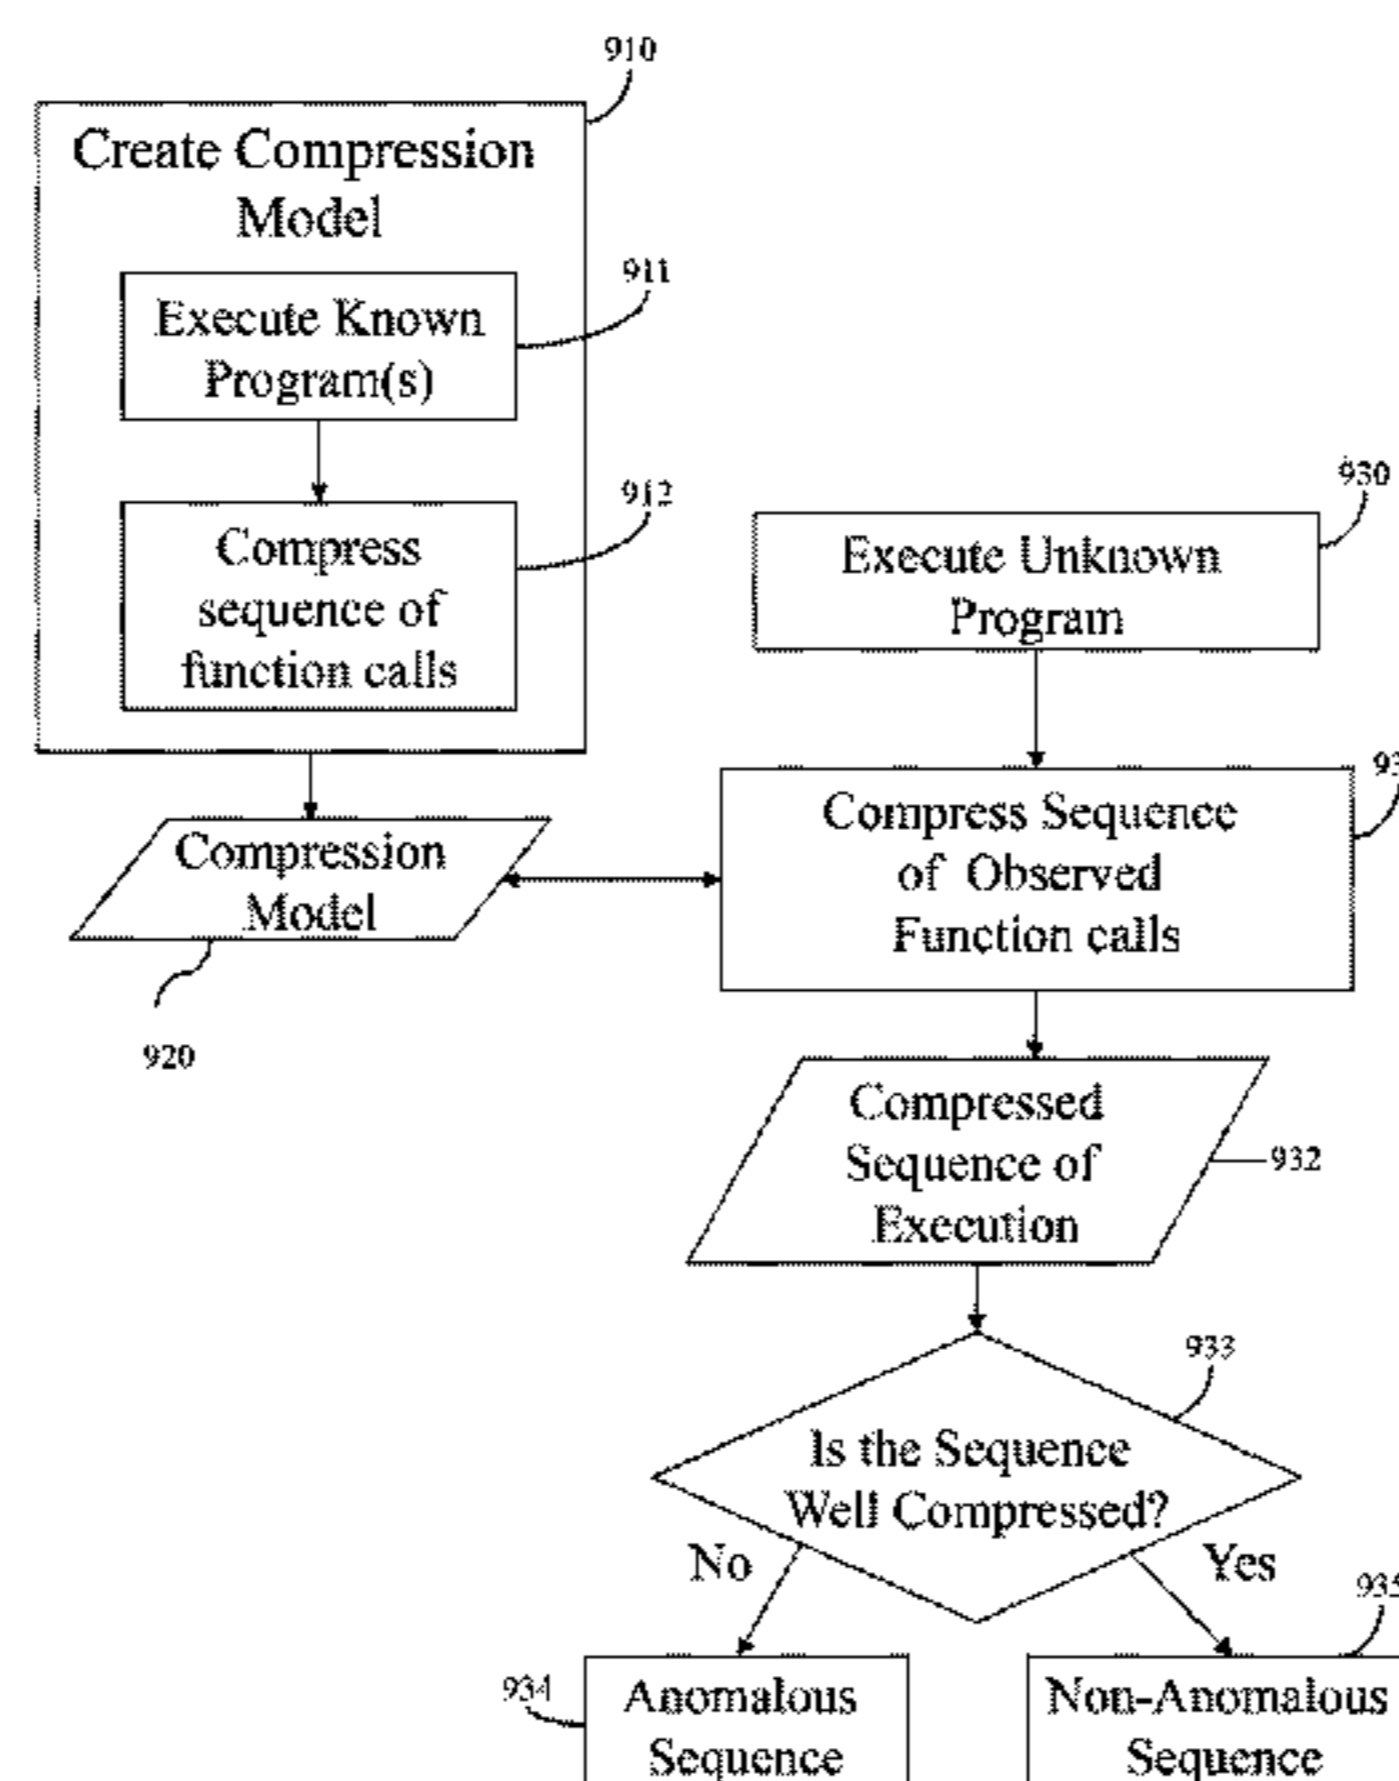 910
Create Compression
Model
911
Execute Known
Program(s)
912
Compress
sequence of
function calls
930
Execute Unknown
Program
Compress Sequence
of Observed
Function calls
Compression
Model
920
Compressed
Sequence of
Execution
932
933
Is the Sequence
Well Compressed?
No
Yes
935
934
Anomalous
Sequence
Non-Anomalous
Sequence